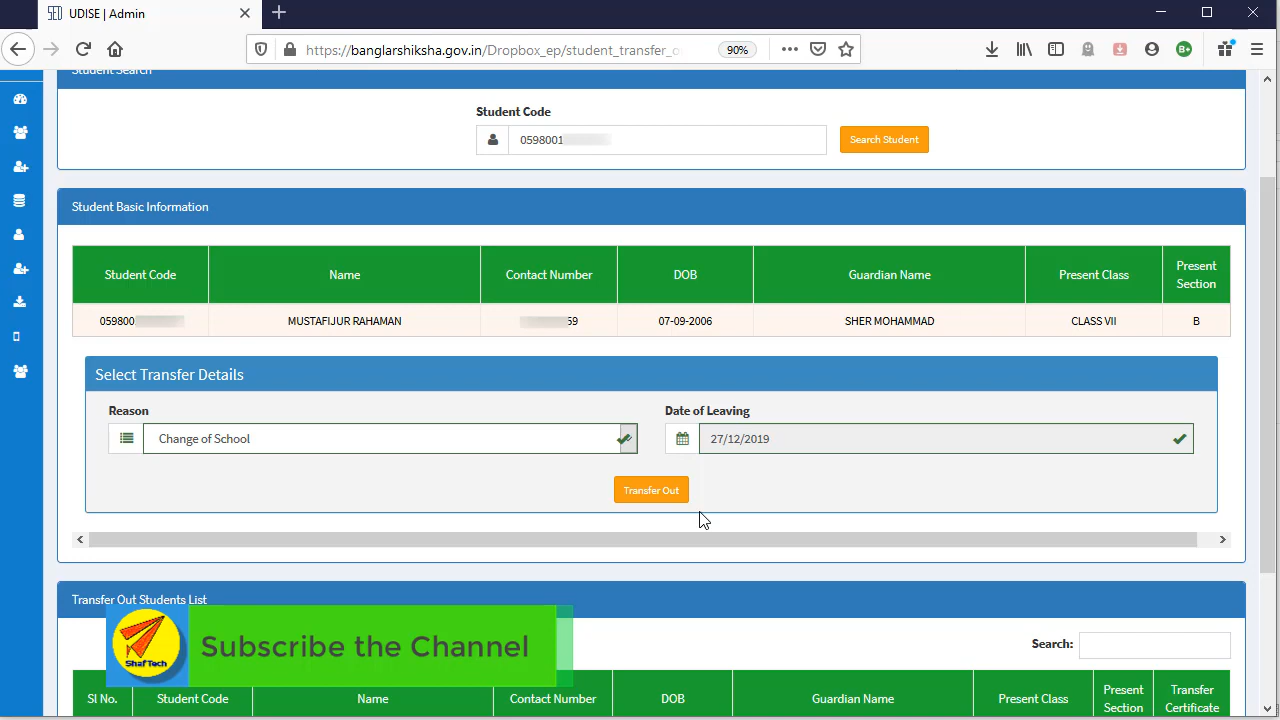 UDISE | Admin
https://banglarshiksha.gov.in/Dropbox_ep/student_transfer_o
90%
Student Search
Student Code
0598001
Search Student
Student Basic Information
Student Code Name Contact Number DOB Guardian Name Present Class Present Section
059800 MUSTAFIJUR RAHAMAN 59 07-09-2006 SHER MOHAMMAD CLASS VII B
Select Transfer Details
Reason Date of Leaving
Change of School 27/12/2019
Transfer Out
Transfer Out Students List
Subscribe the Channel
Shaf Tech
Search:
Sl No. Student Code Name Contact Number DOB Guardian Name Present Class Present Section Transfer Certificate